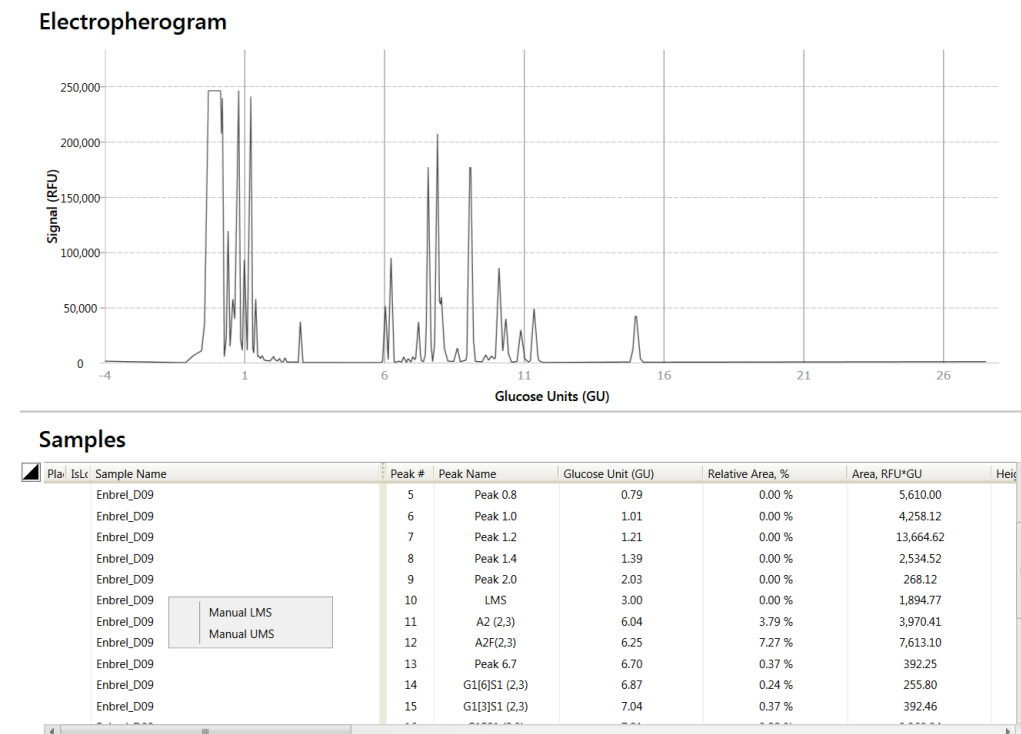 Electropherogram
250,000
200,000
150,000
100,000
50,000
0
Signal (RFU)
-4 1 6 11 16 21 26
Glucose Units (GU)
Samples
Pla IsLo Sample Name Peak # Peak Name Glucose Unit (GU) Relative Area, % Area, RFU*GU Heig
Enbrel_D09 5 Peak 0.8 0.79 0.00 % 5,610.00
Enbrel_D09 6 Peak 1.0 1.01 0.00 % 4,258.12
Enbrel_D09 7 Peak 1.2 1.21 0.00 % 13,664.62
Enbrel_D09 8 Peak 1.4 1.39 0.00 % 2,534.52
Enbrel_D09 9 Peak 2.0 2.03 0.00 % 268.12
Enbrel_D09 10 LMS 3.00 0.00 % 1,894.77
Manual LMS
Enbrel_D09 11 A2 (2,3) 6.04 3.79 % 3,970.41
Manual UMS
Enbrel_D09 12 A2F(2,3) 6.25 7.27 % 7,613.10
Enbrel_D09 13 Peak 6.7 6.70 0.37 % 392.25
Enbrel_D09 14 G1[6]S1 (2,3) 6.87 0.24 % 255.80
Enbrel_D09 15 G1[3]S1 (2,3) 7.04 0.37 % 392.46